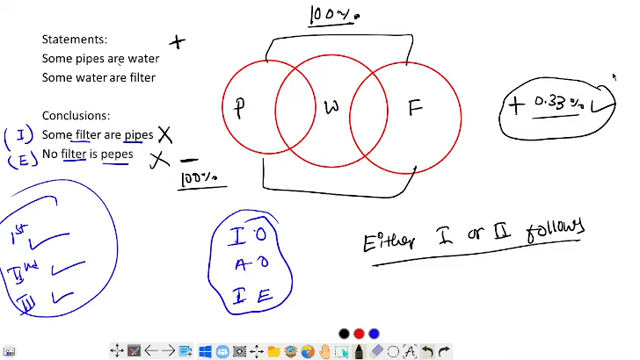 100%
Statements:
+
Some pipes are water
Some water are filter
P
W
F
+ 0.33%
Conclusions:
(I) Some filter are pipes
(E) No filter is pepes
- 100%
Ist
IInd
III
I O
A O
I E
Either I or II follows